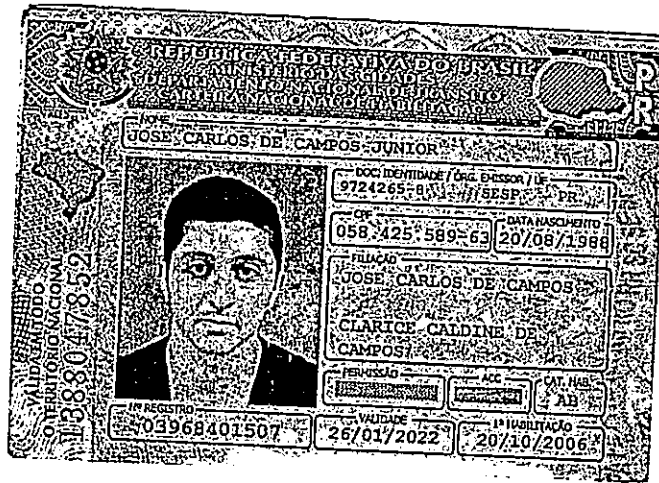 REPÚBLICA FEDERATIVA DO BRASIL
MINISTÉRIO DAS CIDADES
DEPARTAMENTO NACIONAL DE TRÂNSITO
CARTEIRA NACIONAL DE HABILITAÇÃO
PR
NOME
JOSE CARLOS DE CAMPOS JUNIOR
DOC. IDENTIDADE / ÓRG. EMISSOR / UF
9724265-8 SESP PR
CPF
DATA NASCIMENTO
058.425.589-63
20/08/1988
FILIAÇÃO
JOSE CARLOS DE CAMPOS
CLARICE CALDINE DE
CAMPOS
PERMISSÃO
ACC
CAT. HAB.
AB
Nº REGISTRO
VALIDADE
1ª HABILITAÇÃO
03968401507
26/01/2022
20/10/2006
VÁLIDA EM TODO
O TERRITÓRIO NACIONAL
1388047852